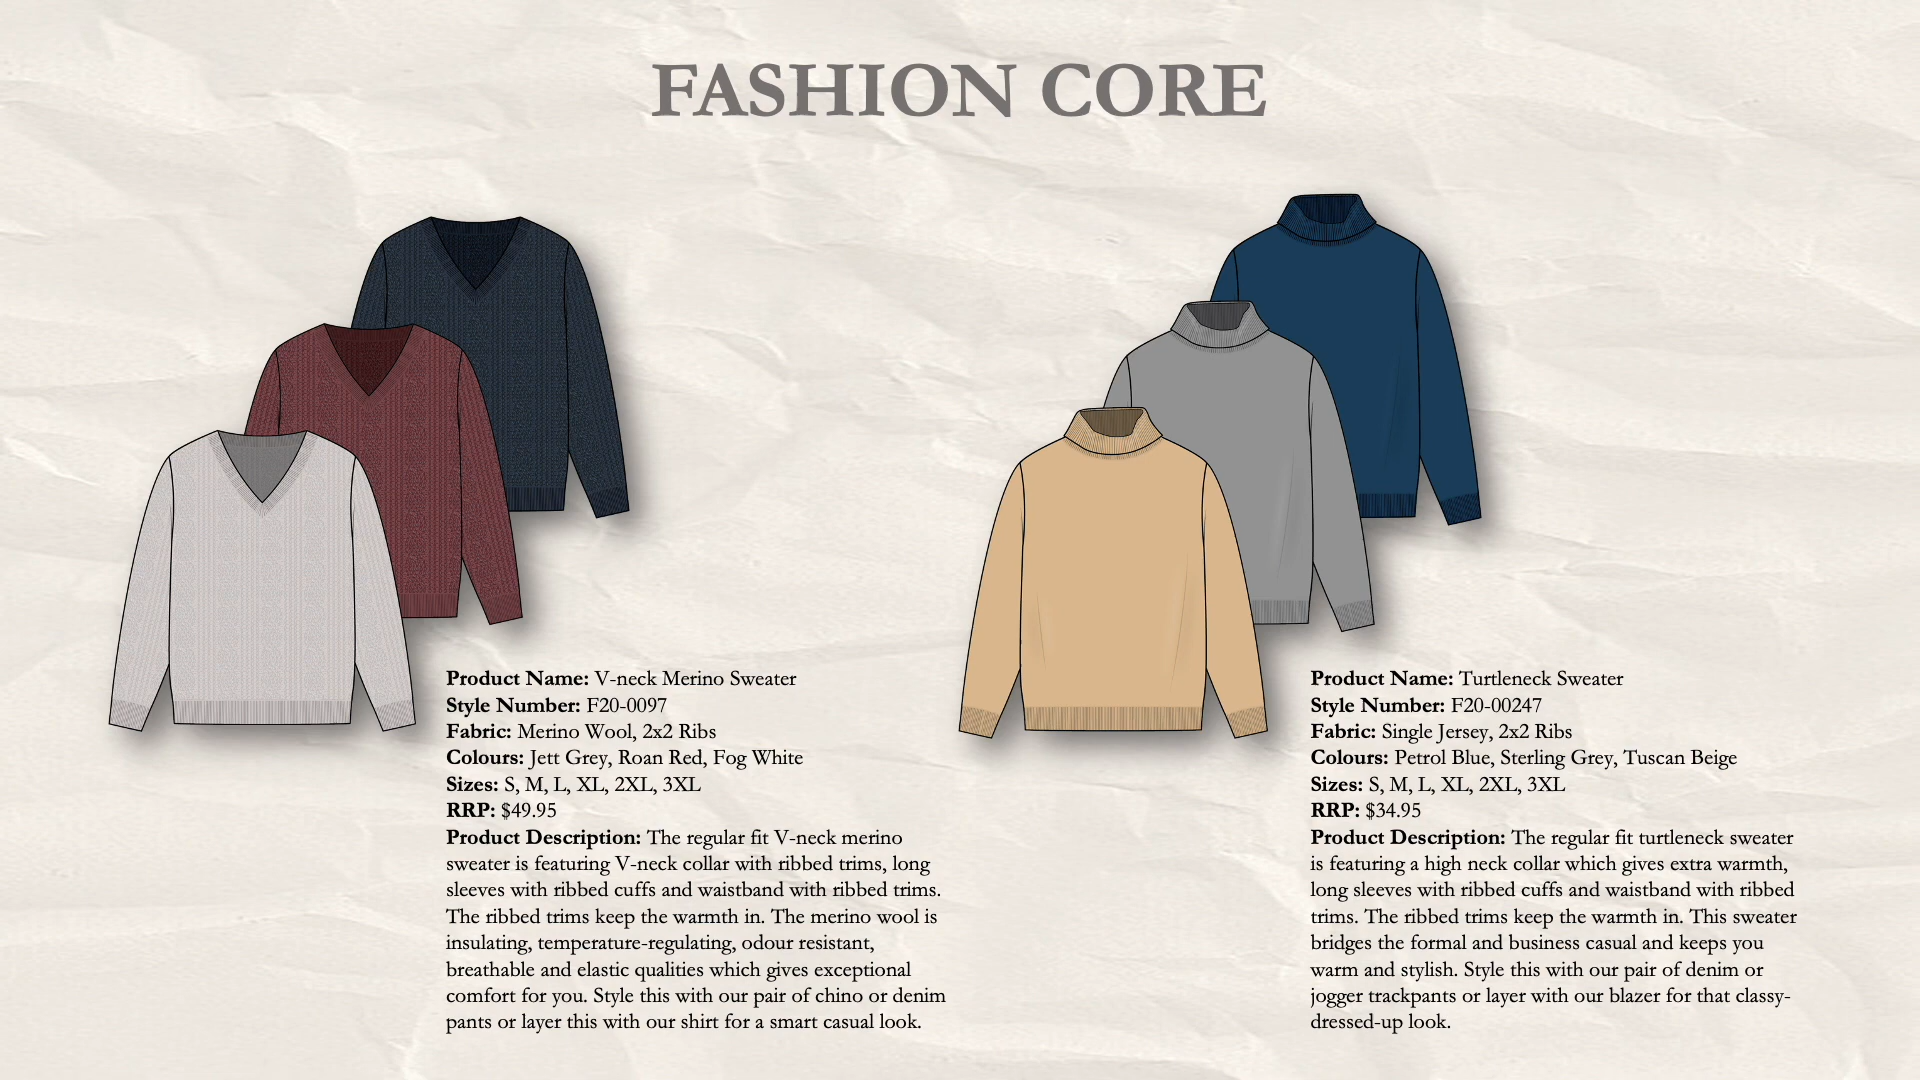 FASHION CORE
Product Name: V-neck Merino Sweater
Style Number: F20-0097
Fabric: Merino Wool, 2x2 Ribs
Colours: Jett Grey, Roan Red, Fog White
Sizes: S, M, L, XL, 2XL, 3XL
RRP: $49.95
Product Description: The regular fit V-neck merino
sweater is featuring V-neck collar with ribbed trims, long
sleeves with ribbed cuffs and waistband with ribbed trims.
The ribbed trims keep the warmth in. The merino wool is
insulating, temperature-regulating, odour resistant,
breathable and elastic qualities which gives exceptional
comfort for you. Style this with our pair of chino or denim
pants or layer this with our shirt for a smart casual look.
Product Name: Turtleneck Sweater
Style Number: F20-00247
Fabric: Single Jersey, 2x2 Ribs
Colours: Petrol Blue, Sterling Grey, Tuscan Beige
Sizes: S, M, L, XL, 2XL, 3XL
RRP: $34.95
Product Description: The regular fit turtleneck sweater
is featuring a high neck collar which gives extra warmth,
long sleeves with ribbed cuffs and waistband with ribbed
trims. The ribbed trims keep the warmth in. This sweater
bridges the formal and business casual and keeps you
warm and stylish. Style this with our pair of denim or
jogger trackpants or layer with our blazer for that classy-
dressed-up look.